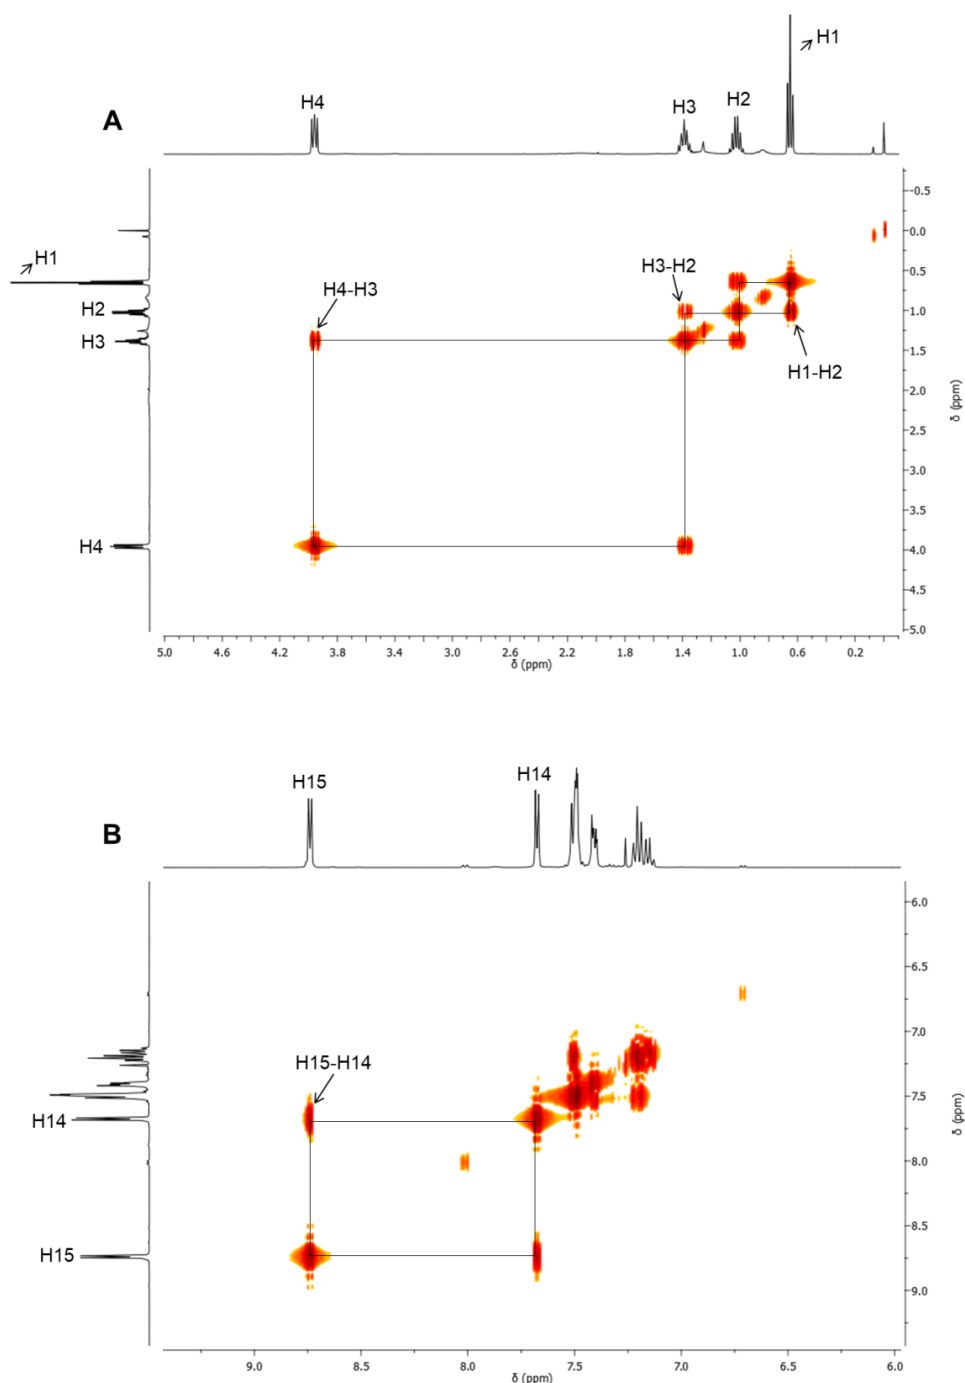 H1
H4
H3
H2
A
-0.5
0.0
H1
0.5
H3-H2
H4-H3
H2
1.0
H3
1.5
H1-H2
2.0
δ (ppm)
2.5
3.0
3.5
H4
4.0
4.5
5.0
5.0 4.6 4.2 3.8 3.4 3.0 2.6 2.2 1.8 1.4 1.0 0.6 0.2
δ (ppm)
H15
H14
B
6.0
6.5
7.0
H15-H14
7.5
H14
δ (ppm)
8.0
8.5
H15
9.0
9.0 8.5 8.0 7.5 7.0 6.5 6.0
δ (ppm)